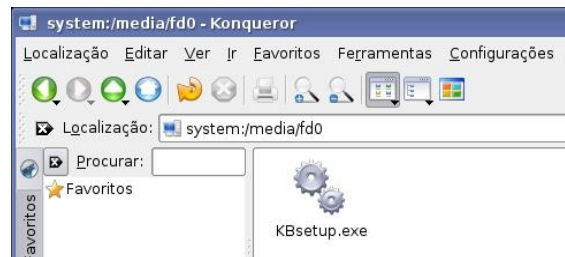 system:/media/fd0 - Konqueror
Localização Editar Ver Ir Favoritos Ferramentas Configurações
Localização: system:/media/fd0
Procurar:
Favoritos
KBsetup.exe
avoritos